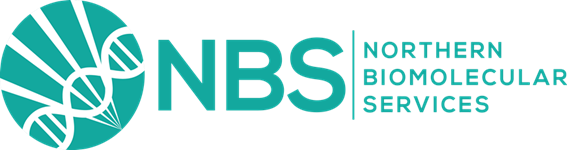 NBS
NORTHERN
BIOMOLECULAR
SERVICES